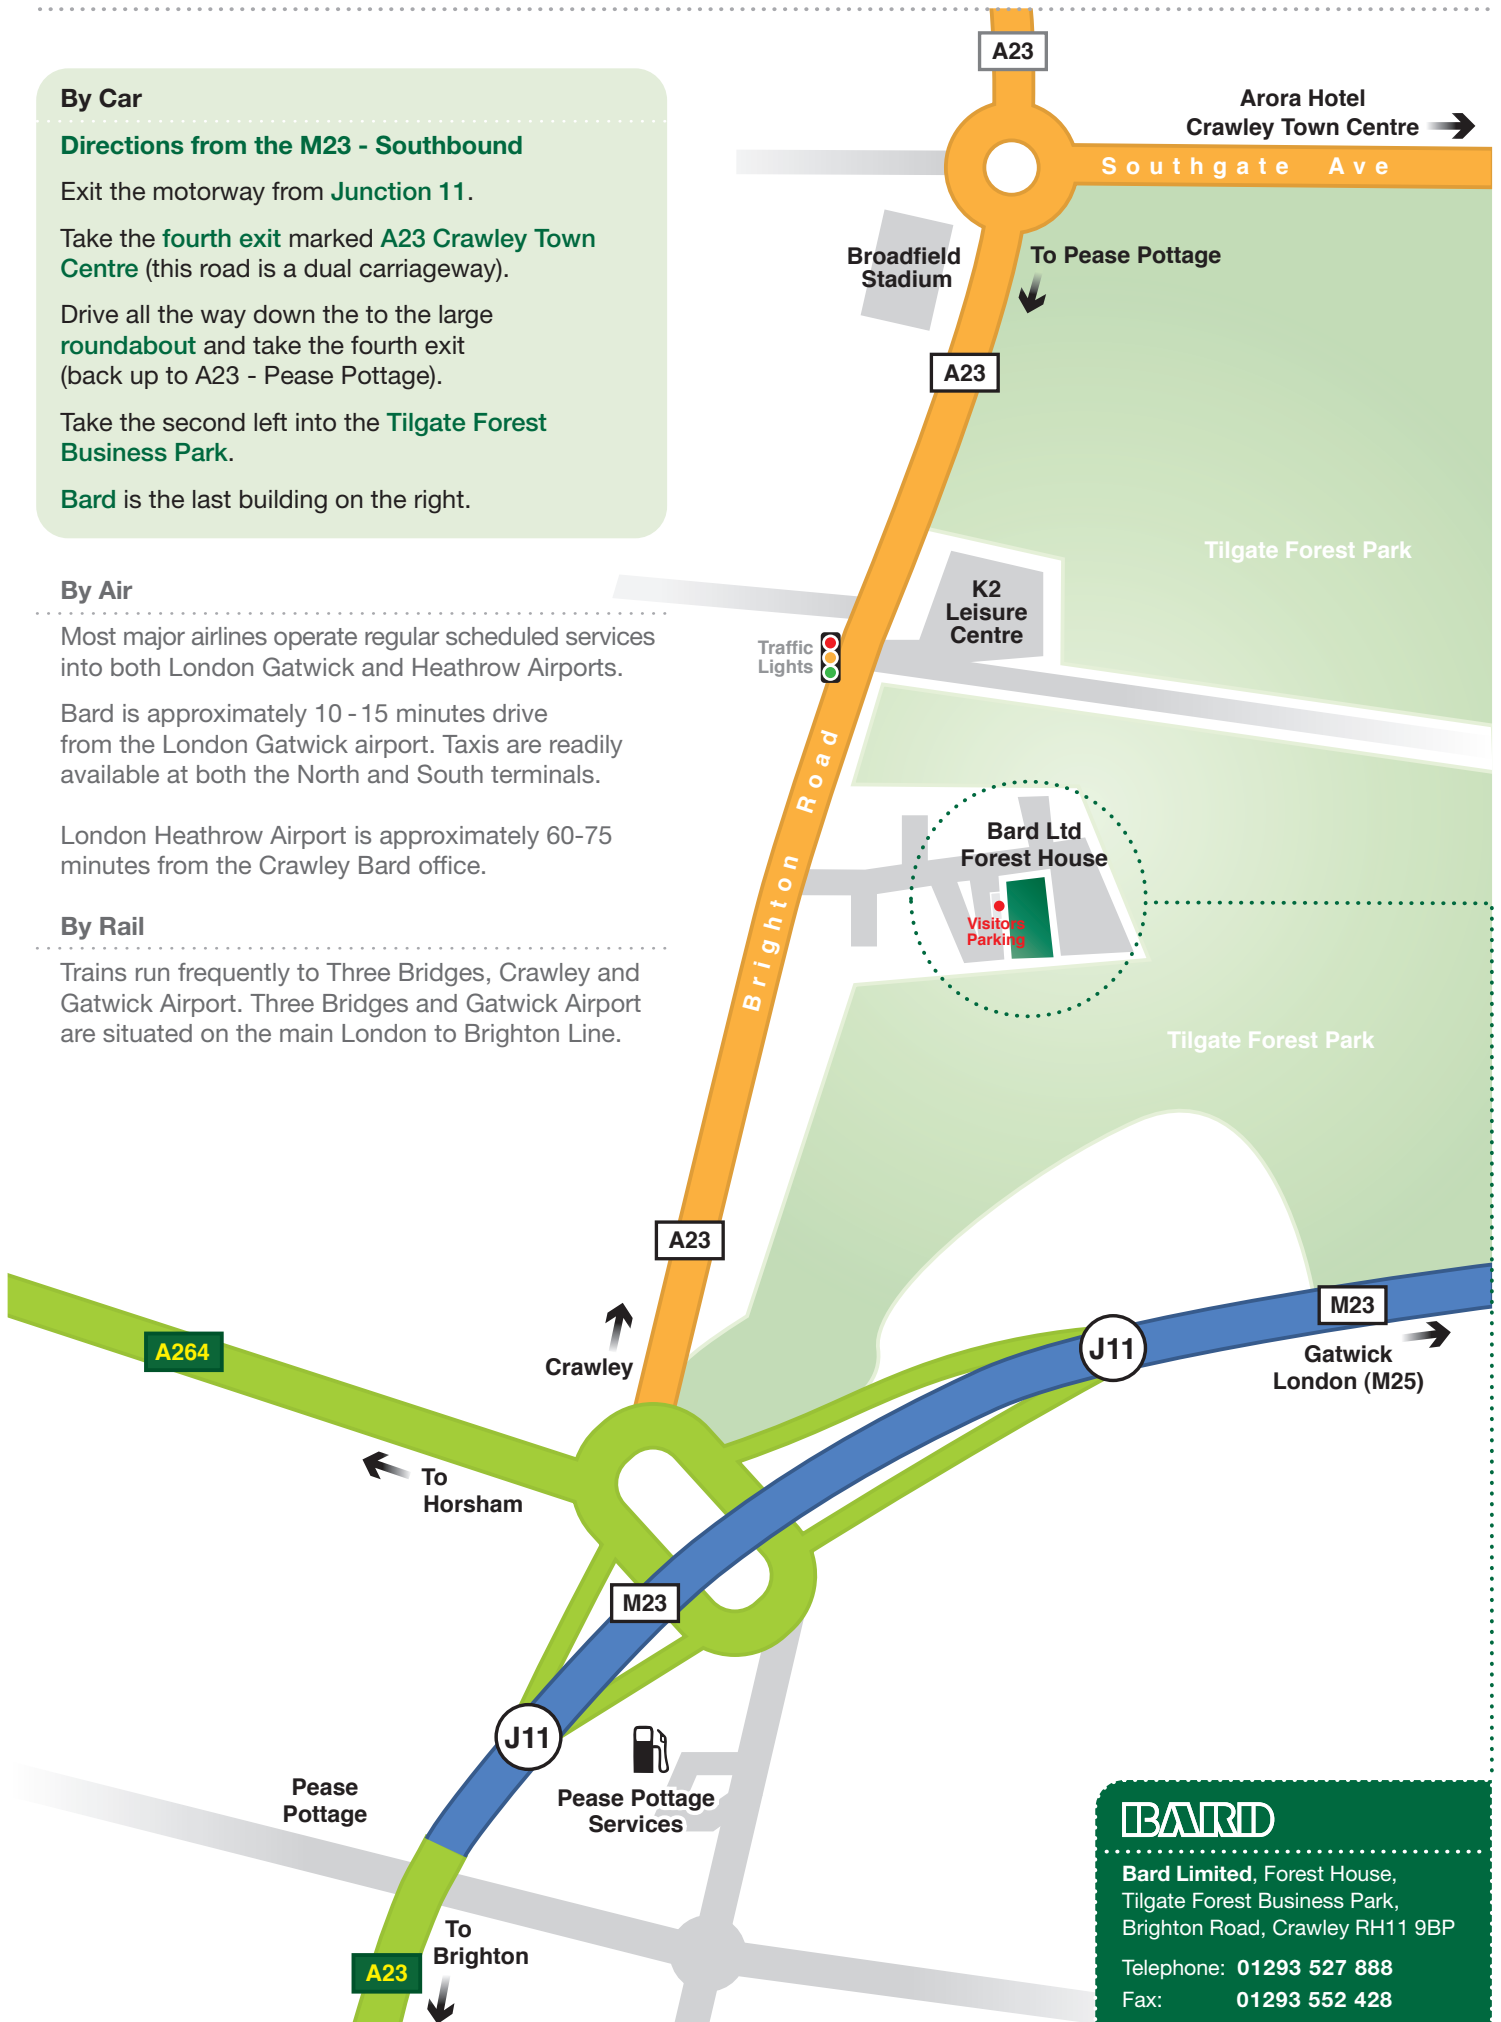 By Car
Directions from the M23 - Southbound
Exit the motorway from Junction 11.
Take the fourth exit marked A23 Crawley Town
Centre (this road is a dual carriageway).
Drive all the way down the to the large
roundabout and take the fourth exit
(back up to A23 - Pease Pottage).
Take the second left into the Tilgate Forest
Business Park.
Bard is the last building on the right.
By Air
Most major airlines operate regular scheduled services
into both London Gatwick and Heathrow Airports.
Bard is approximately 10 - 15 minutes drive
from the London Gatwick airport. Taxis are readily
available at both the North and South terminals.
London Heathrow Airport is approximately 60-75
minutes from the Crawley Bard office.
By Rail
Trains run frequently to Three Bridges, Crawley and
Gatwick Airport. Three Bridges and Gatwick Airport
are situated on the main London to Brighton Line.
A23
Arora Hotel
Crawley Town Centre
Southgate Ave
Broadfield
Stadium
To Pease Pottage
A23
Tilgate Forest Park
K2
Leisure
Centre
Traffic
Lights
Brighton Road
Bard Ltd
Forest House
Visitors
Parking
Tilgate Forest Park
A23
A264
Crawley
M23
J11
Gatwick
London (M25)
To
Horsham
M23
J11
Pease
Pottage
Pease Pottage
Services
To
Brighton
A23
BARD
Bard Limited, Forest House,
Tilgate Forest Business Park,
Brighton Road, Crawley RH11 9BP
Telephone: 01293 527 888
Fax: 01293 552 428